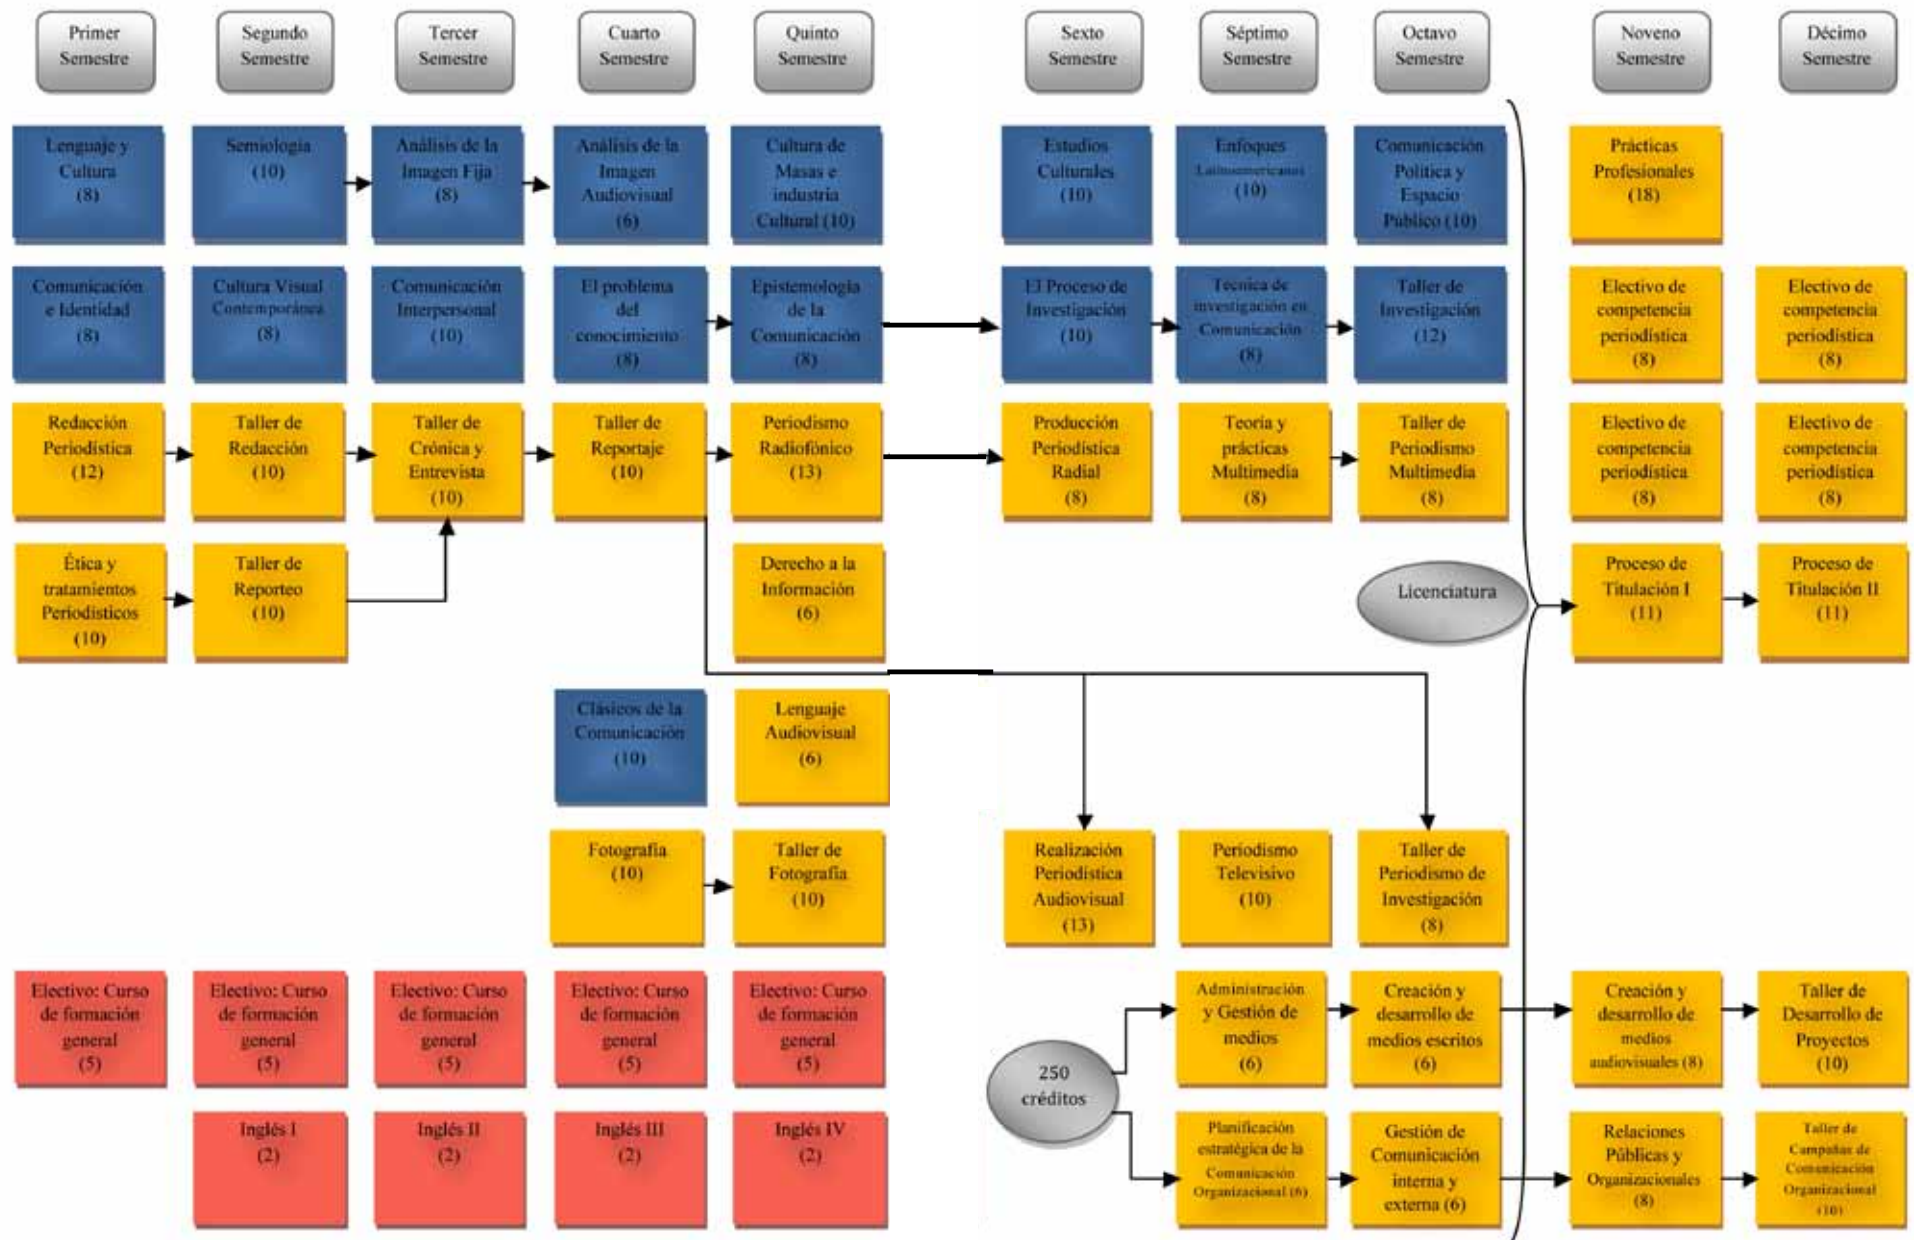 Primer
Semestre
Segundo
Semestre
Tercer
Semestre
Cuarto
Semestre
Quinto
Semestre
Sexto
Semestre
Séptimo
Semestre
Octavo
Semestre
Noveno
Semestre
Décimo
Semestre
Lenguaje y
Cultura
(8)
Semiología
(10)
Análisis de la
Imagen Fija
(8)
Análisis de la
Imagen
Audiovisual
(6)
Cultura de
Masas e
industria
Cultural (10)
Estudios
Culturales
(10)
Enfoques
Latinoamericanos
(10)
Comunicación
Política y
Espacio
Público (10)
Prácticas
Profesionales
(18)
Comunicación
e Identidad
(8)
Cultura Visual
Contemporánea
(8)
Comunicación
Interpersonal
(10)
El problema
del
conocimiento
(8)
Epistemología
de la
Comunicación
(8)
El Proceso de
Investigación
(10)
Técnica de
investigación en
Comunicación
(8)
Taller de
Investigación
(12)
Electivo de
competencia
periodística
(8)
Electivo de
competencia
periodística
(8)
Redacción
Periodística
(12)
Taller de
Redacción
(10)
Taller de
Crónica y
Entrevista
(10)
Taller de
Reportaje
(10)
Periodismo
Radiofónico
(13)
Producción
Periodística
Radial
(8)
Teoría y
prácticas
Multimedia
(8)
Taller de
Periodismo
Multimedia
(8)
Electivo de
competencia
periodística
(8)
Electivo de
competencia
periodística
(8)
Ética y
tratamientos
Periodísticos
(10)
Taller de
Reporteo
(10)
Derecho a la
Información
(6)
Licenciatura
Proceso de
Titulación I
(11)
Proceso de
Titulación II
(11)
Clásicos de la
Comunicación
(10)
Lenguaje
Audiovisual
(6)
Fotografía
(10)
Taller de
Fotografía
(10)
Realización
Periodística
Audiovisual
(13)
Periodismo
Televisivo
(10)
Taller de
Periodismo de
Investigación
(8)
Electivo: Curso
de formación
general
(5)
Electivo: Curso
de formación
general
(5)
Electivo: Curso
de formación
general
(5)
Electivo: Curso
de formación
general
(5)
Electivo: Curso
de formación
general
(5)
250
créditos
Administración
y Gestión de
medios
(6)
Creación y
desarrollo de
medios escritos
(6)
Creación y
desarrollo de
medios
audiovisuales (8)
Taller de
Desarrollo de
Proyectos
(10)
Inglés I
(2)
Inglés II
(2)
Inglés III
(2)
Inglés IV
(2)
Planificación
estratégica de la
Comunicación
Organizacional (6)
Gestión de
Comunicación
interna y
externa (6)
Relaciones
Públicas y
Organizacionales
(8)
Taller de
Campañas de
Comunicación
Organizacional
(10)